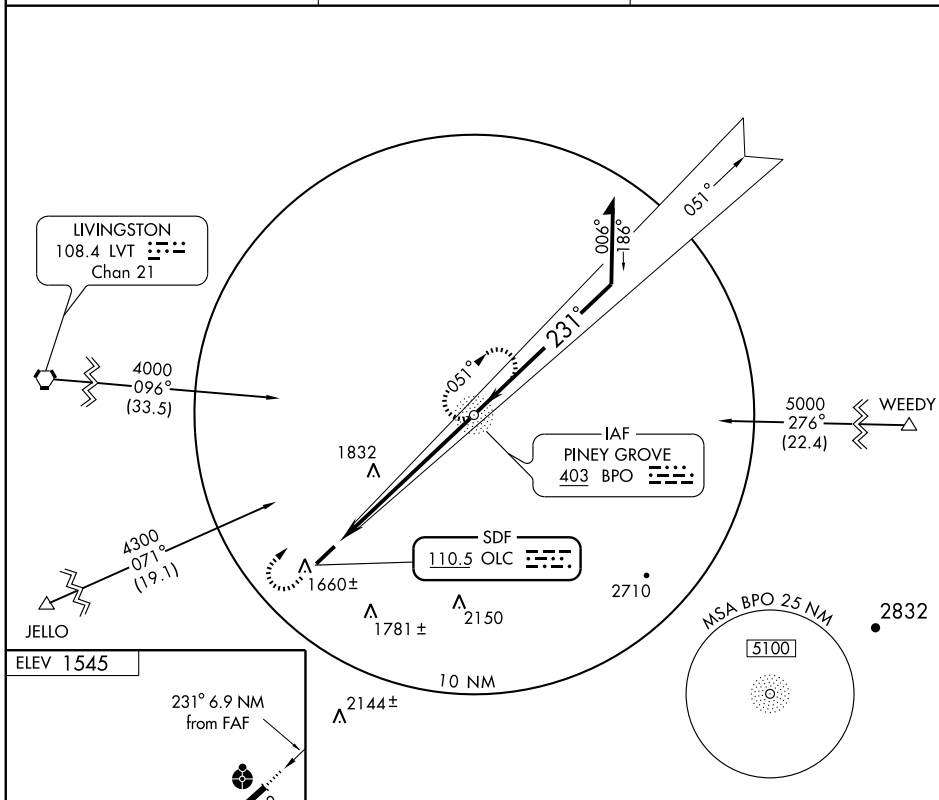 LIVINGSTON
108.4 LVT
Chan 21
4000
096°
(33.5)
051°
006°
186°
231°
051°
5000
276°
(22.4)
WEEDY
IAF
PINEY GROVE
403 BPO
1832
SDF
110.5 OLC
4300
071°
(19.1)
JELLO
1660±
1781±
2150
2710
2832
MSA BPO 25 NM
5100
10 NM
2144±
ELEV 1545
231° 6.9 NM
from FAF